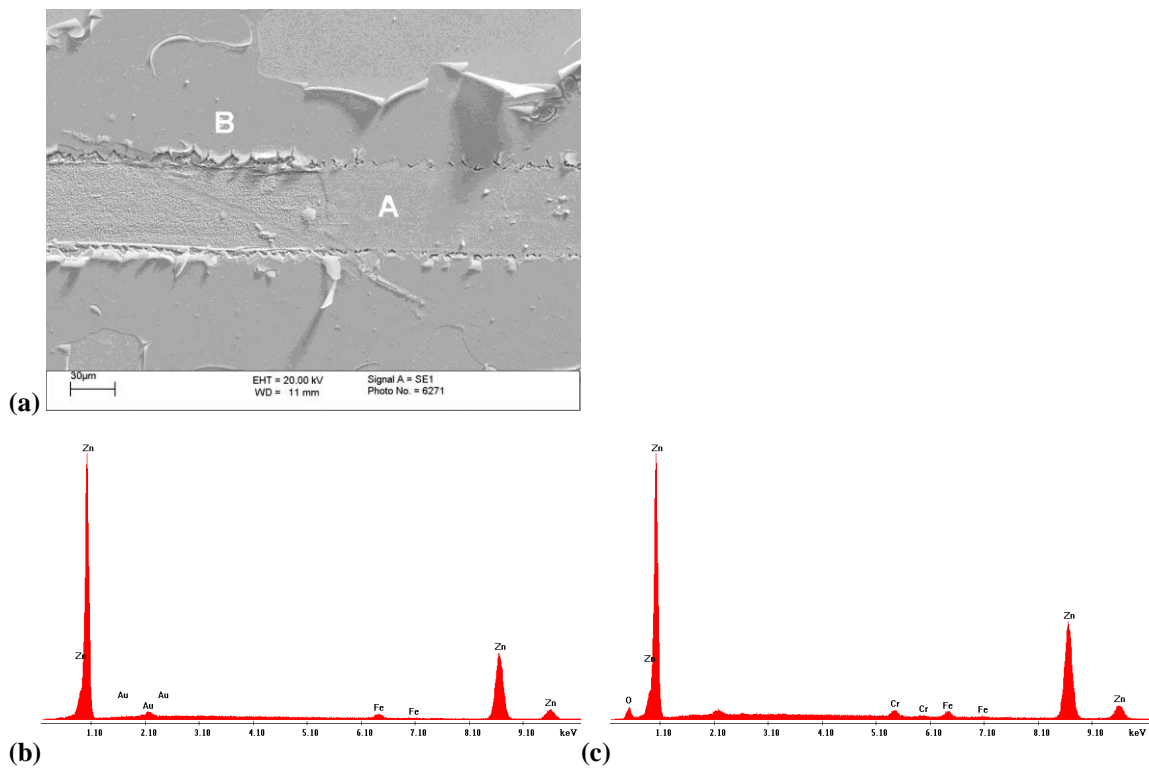 B
A
30µm
EHT = 20.00 kV
WD = 11 mm
Signal A = SE1
Photo No. = 6271
(a)
Zn
Zn
Au
Au
Au
Fe
Fe
Zn
Zn
1.10 2.10 3.10 4.10 5.10 6.10 7.10 8.10 9.10 keV
(b)
Zn
Zn
O
Cr
Cr
Fe
Fe
Zn
Zn
1.10 2.10 3.10 4.10 5.10 6.10 7.10 8.10 9.10 keV
(c)